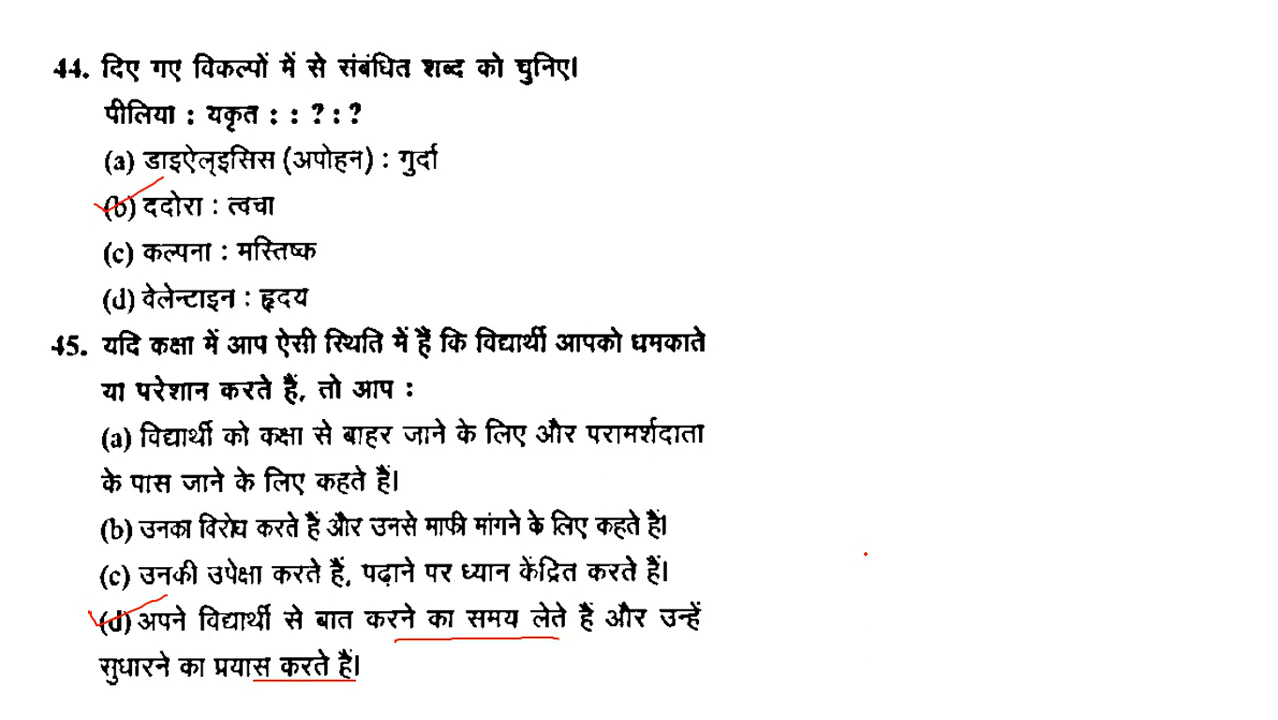 44. दिए गए विकल्पों में से संबंधित शब्द को चुनिए।
पीलिया : यकृत : : ? : ?
(a) डाइऐल्इसिस (अपोहन) : गुर्दा
(b) ददोरा : त्वचा
(c) कल्पना : मस्तिष्क
(d) वेलेन्टाइन : हृदय
45. यदि कक्षा में आप ऐसी स्थिति में हैं कि विद्यार्थी आपको धमकाते
या परेशान करते हैं, तो आप :
(a) विद्यार्थी को कक्षा से बाहर जाने के लिए और परामर्शदाता
के पास जाने के लिए कहते हैं।
(b) उनका विरोध करते हैं और उनसे माफी मांगने के लिए कहते हैं।
(c) उनकी उपेक्षा करते हैं, पढ़ाने पर ध्यान केंद्रित करते हैं।
(d) अपने विद्यार्थी से बात करने का समय लेते हैं और उन्हें
सुधारने का प्रयास करते हैं।